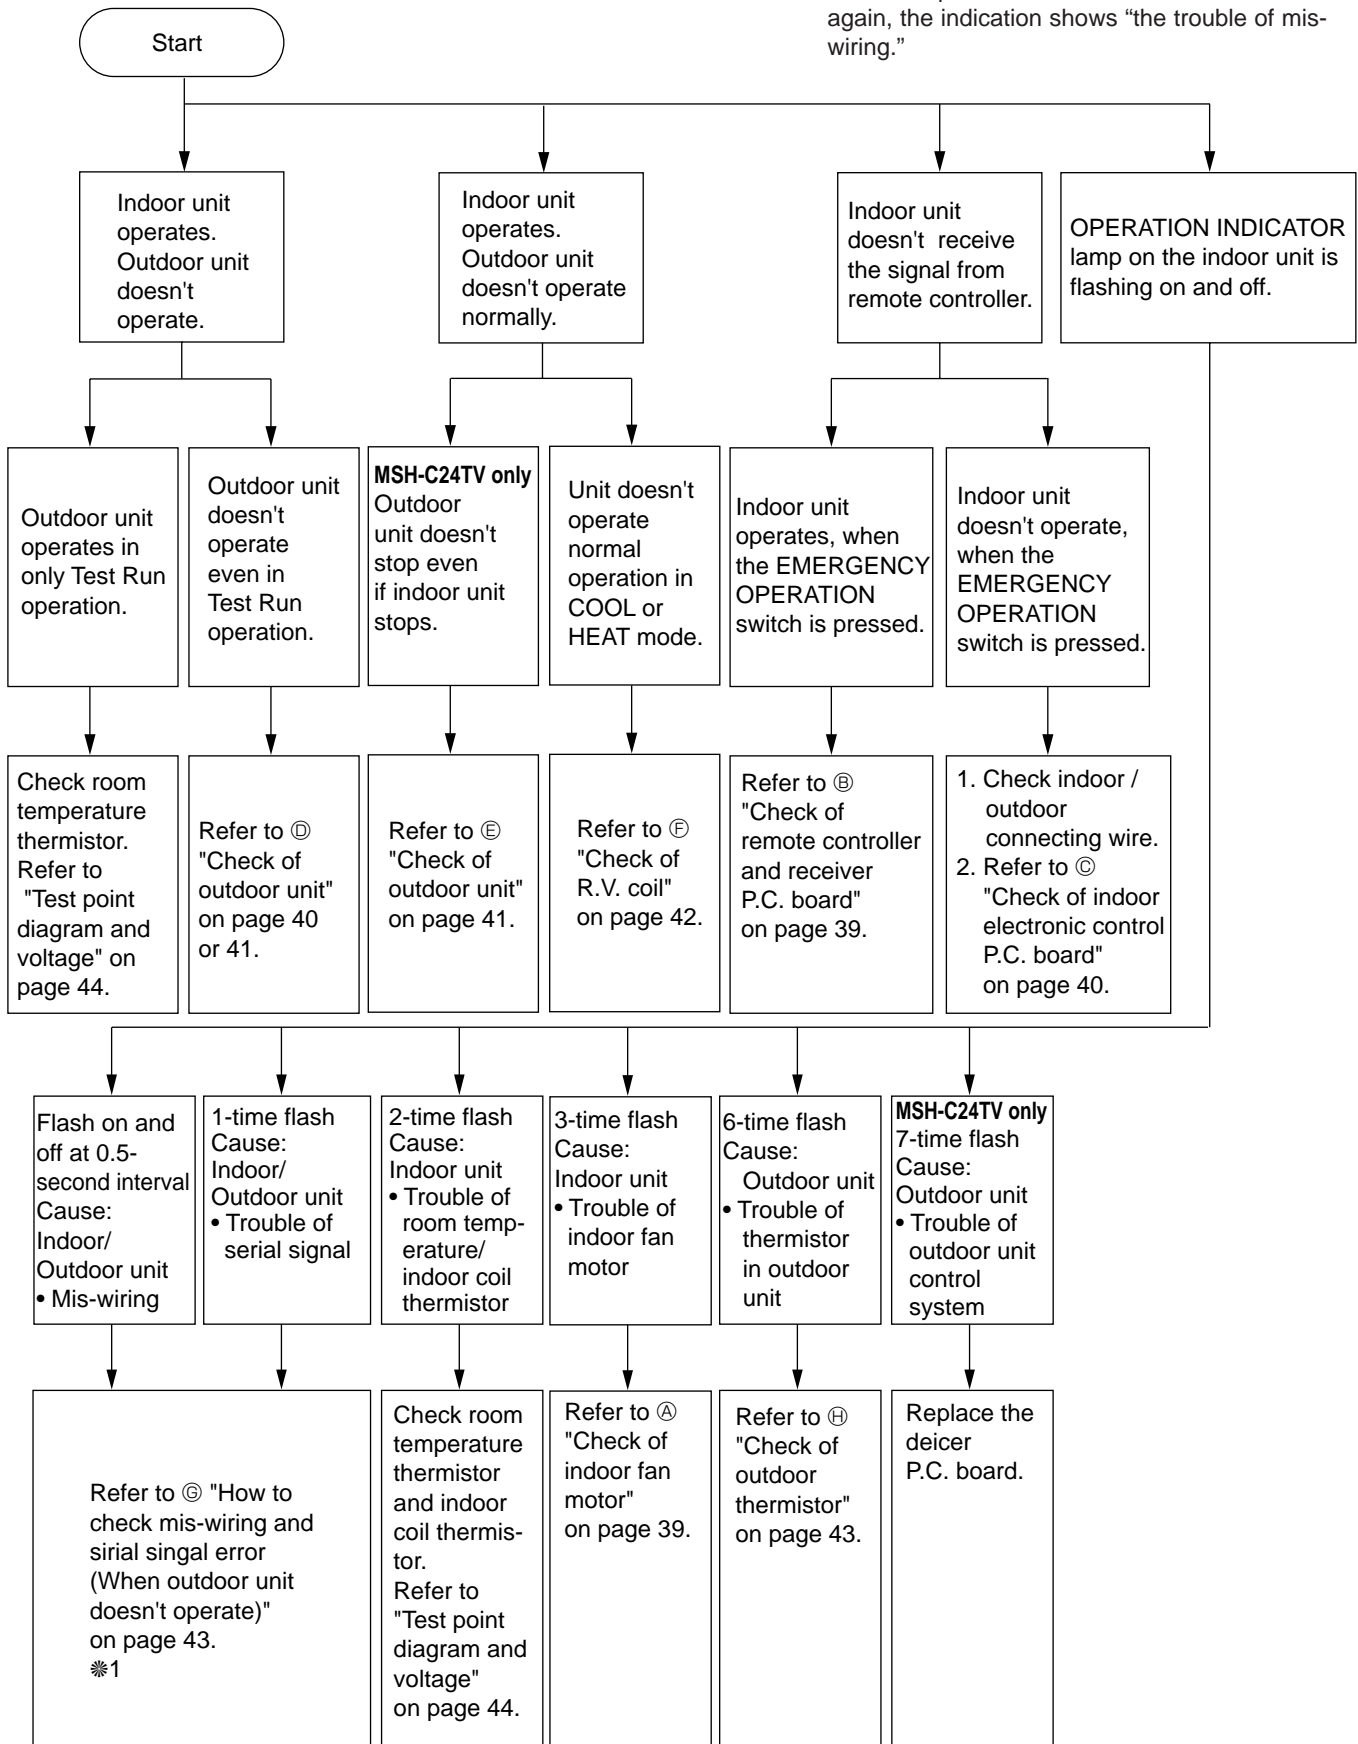 again, the indication shows “the trouble of mis-
wiring.”
Start
Indoor unit
operates.
Outdoor unit
doesn't
operate.
Indoor unit
operates.
Outdoor unit
doesn't operate
normally.
Indoor unit
doesn't receive
the signal from
remote controller.
OPERATION INDICATOR
lamp on the indoor unit is
flashing on and off.
Outdoor unit
operates in
only Test Run
operation.
Outdoor unit
doesn't
operate
even in
Test Run
operation.
MSH-C24TV only
Outdoor
unit doesn't
stop even
if indoor unit
stops.
Unit doesn't
operate
normal
operation in
COOL or
HEAT mode.
Indoor unit
operates, when
the EMERGENCY
OPERATION
switch is pressed.
Indoor unit
doesn't operate,
when the
EMERGENCY
OPERATION
switch is pressed.
Check room
temperature
thermistor.
Refer to
"Test point
diagram and
voltage" on
page 44.
Refer to Ⓓ
"Check of
outdoor unit"
on page 40
or 41.
Refer to Ⓔ
"Check of
outdoor unit"
on page 41.
Refer to Ⓕ
"Check of
R.V. coil"
on page 42.
Refer to Ⓑ
"Check of
remote controller
and receiver
P.C. board"
on page 39.
1. Check indoor /
outdoor
connecting wire.
2. Refer to Ⓒ
"Check of indoor
electronic control
P.C. board"
on page 40.
Flash on and
off at 0.5-
second interval
Cause:
Indoor/
Outdoor unit
• Mis-wiring
1-time flash
Cause:
Indoor/
Outdoor unit
• Trouble of
serial signal
2-time flash
Cause:
Indoor unit
• Trouble of
room temp-
erature/
indoor coil
thermistor
3-time flash
Cause:
Indoor unit
• Trouble of
indoor fan
motor
6-time flash
Cause:
Outdoor unit
• Trouble of
thermistor
in outdoor
unit
MSH-C24TV only
7-time flash
Cause:
Outdoor unit
• Trouble of
outdoor unit
control
system
Refer to Ⓖ "How to
check mis-wiring and
sirial singal error
(When outdoor unit
doesn't operate)"
on page 43.
❋1
Check room
temperature
thermistor
and indoor
coil thermis-
tor.
Refer to
"Test point
diagram and
voltage"
on page 44.
Refer to Ⓐ
"Check of
indoor fan
motor"
on page 39.
Refer to Ⓗ
"Check of
outdoor
thermistor"
on page 43.
Replace the
deicer
P.C. board.